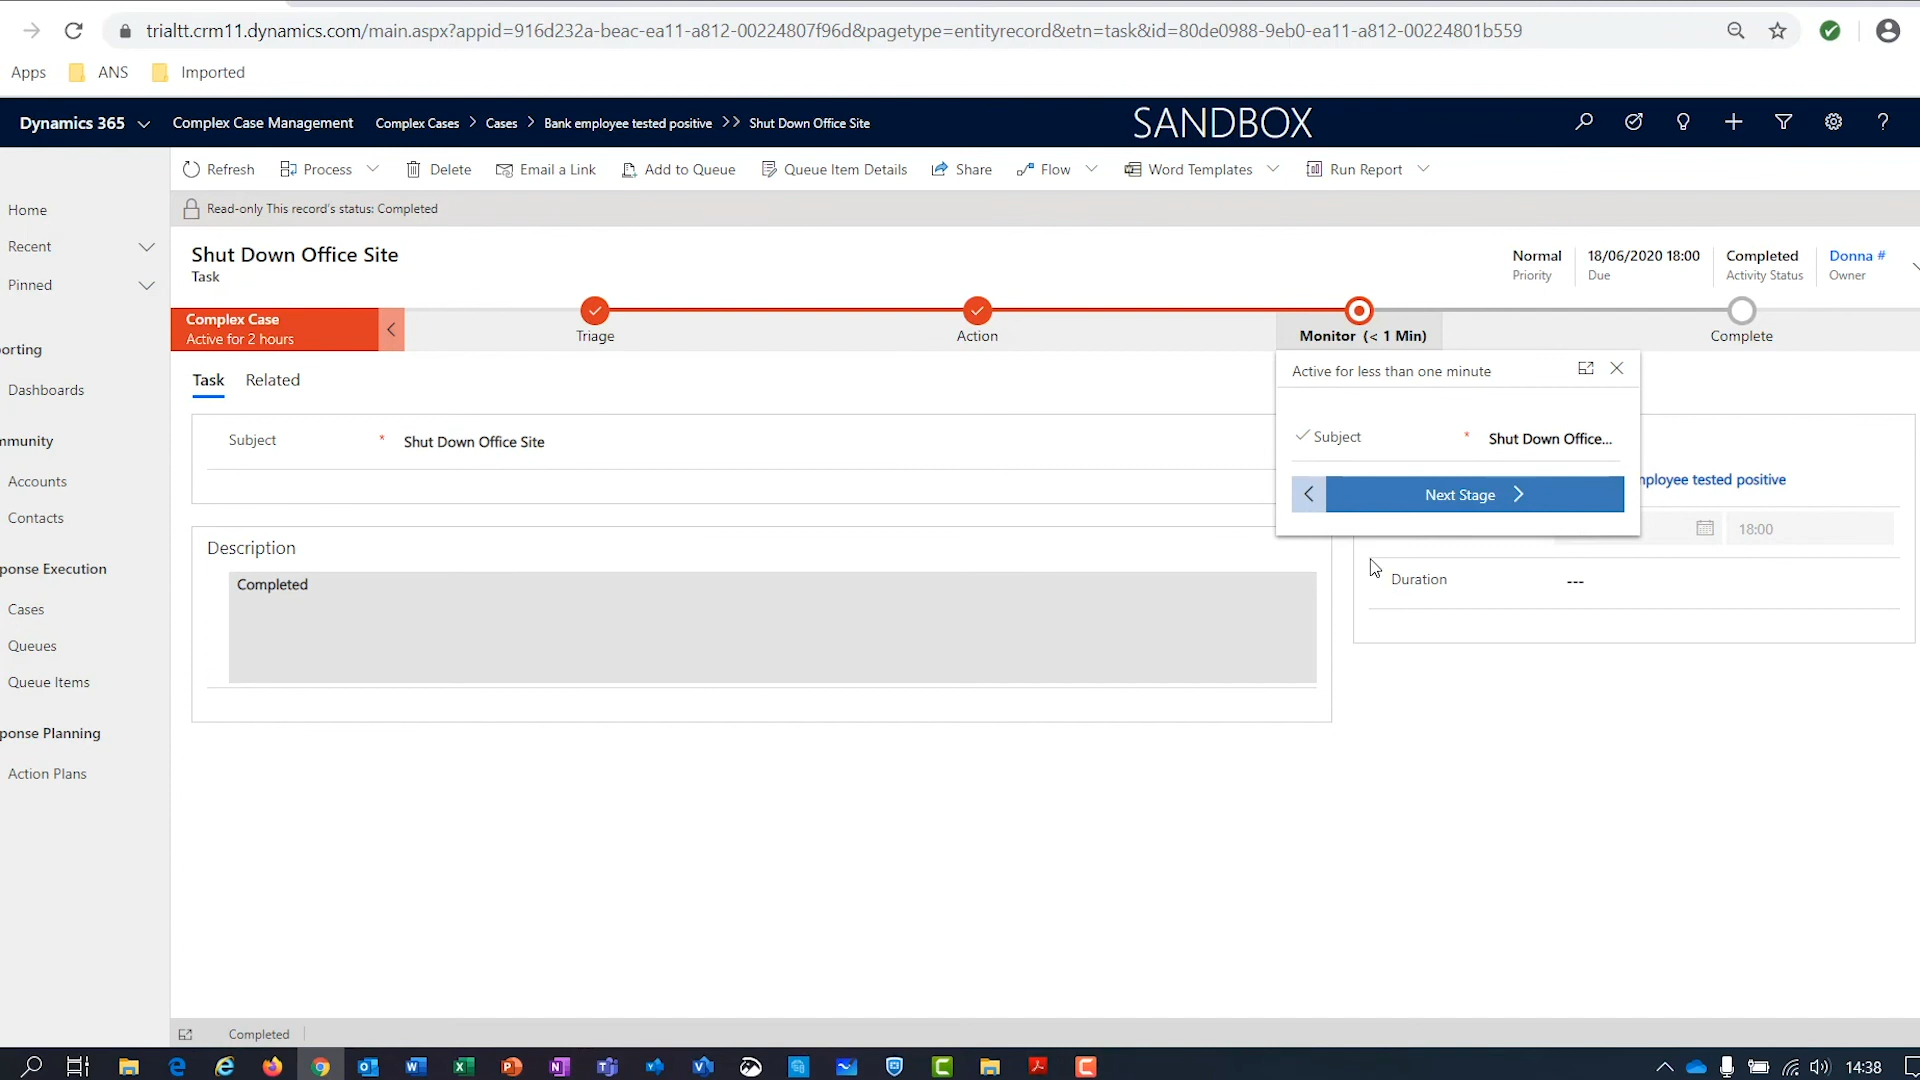 trialtt.crm11.dynamics.com/main.aspx?appid=916d232a-beac-ea11-a812-00224807f96d&pagetype=entityrecord&etn=task&id=80de0988-9eb0-ea11-a812-00224801b559
Apps ANS Imported
Dynamics 365 Complex Case Management Complex Cases > Cases > Bank employee tested positive >> Shut Down Office Site SANDBOX ?
Refresh Process Delete Email a Link Add to Queue Queue Item Details Share Flow Word Templates Run Report
Read-only This record's status: Completed
Home
Recent
Pinned
orting
Dashboards
mmunity
Accounts
Contacts
ponse Execution
Cases
Queues
Queue Items
ponse Planning
Action Plans
Shut Down Office Site
Task
Normal
Priority
18/06/2020 18:00
Due
Completed
Activity Status
Donna #
Owner
Complex Case
Active for 2 hours
Triage
Action
Monitor (< 1 Min)
Complete
Task Related
Active for less than one minute
Subject * Shut Down Office...
Next Stage
Subject * Shut Down Office Site
mployee tested positive
18:00
Duration ---
Description
Completed
Completed
14:38